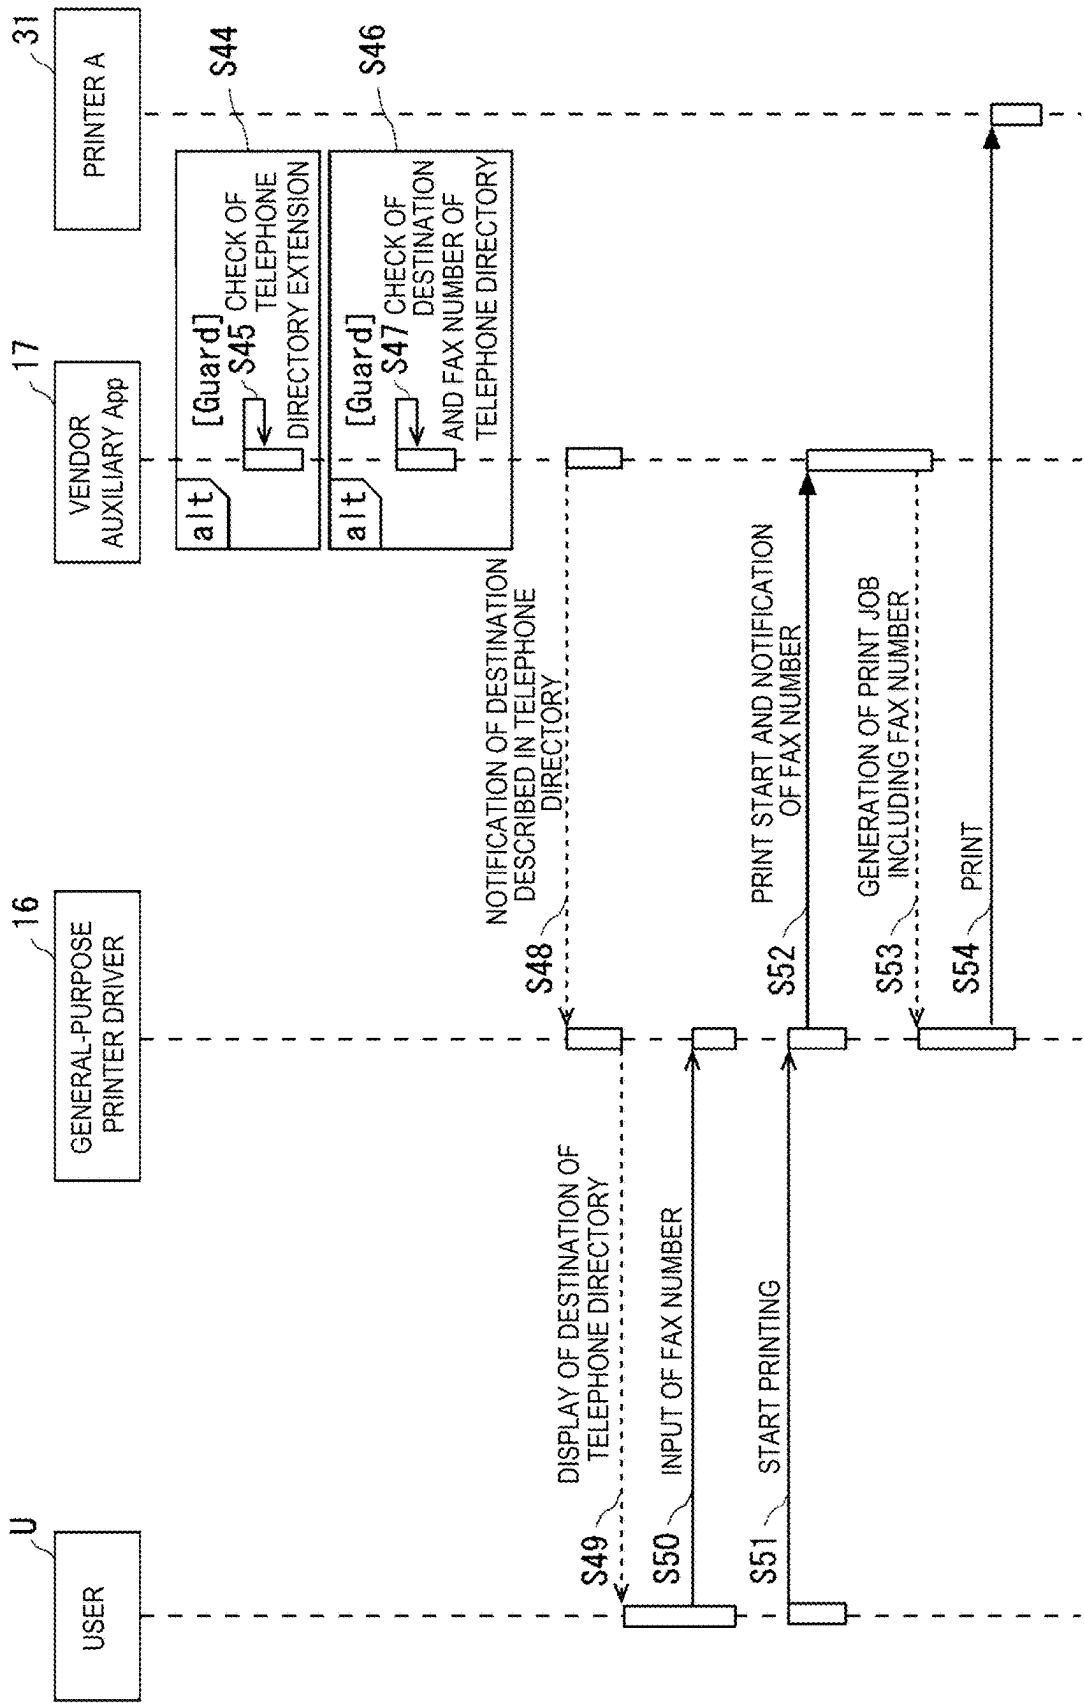 U
USER
16
GENERAL-PURPOSE
PRINTER DRIVER
17
VENDOR
AUXILIARY App
31
PRINTER A
alt
[Guard]
S44
S45
CHECK OF
TELEPHONE
DIRECTORY EXTENSION
alt
[Guard]
S46
S47
CHECK OF
DESTINATION
AND FAX NUMBER OF
TELEPHONE DIRECTORY
S48
NOTIFICATION OF DESTINATION
DESCRIBED IN TELEPHONE
DIRECTORY
S49
DISPLAY OF DESTINATION OF
TELEPHONE DIRECTORY
S50
INPUT OF FAX NUMBER
S51
START PRINTING
S52
PRINT START AND NOTIFICATION
OF FAX NUMBER
S53
GENERATION OF PRINT JOB
INCLUDING FAX NUMBER
S54
PRINT